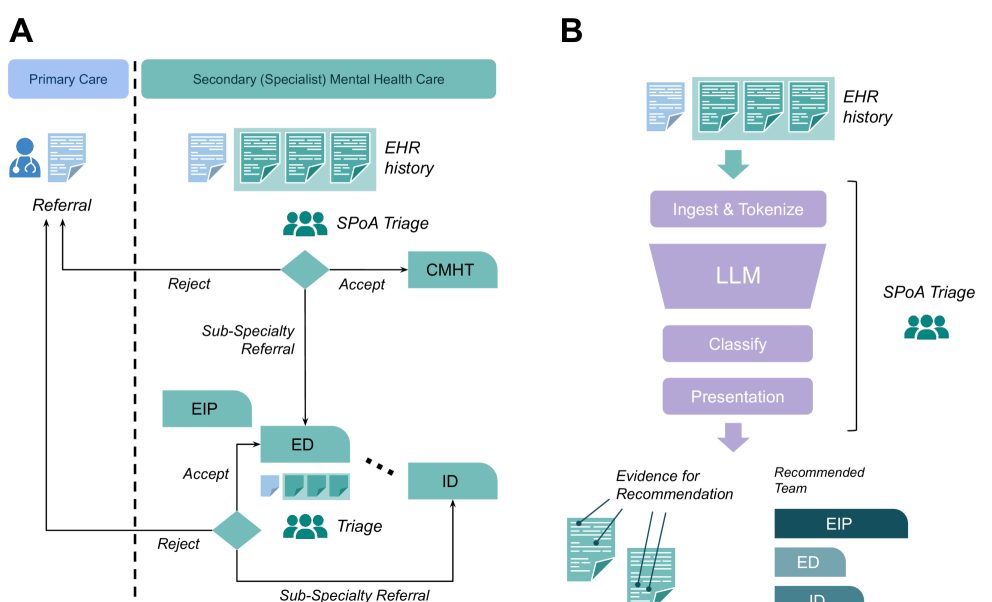 A
Primary Care
Secondary (Specialist) Mental Health Care
EHR
history
Referral
SPoA Triage
Reject
Accept
CMHT
Sub-Specialty
Referral
EIP
ED
Accept
ID
Triage
Reject
Sub-Specialty Referral
B
EHR
history
Ingest & Tokenize
LLM
SPoA Triage
Classify
Presentation
Evidence for
Recommendation
Recommended
Team
EIP
ED
ID